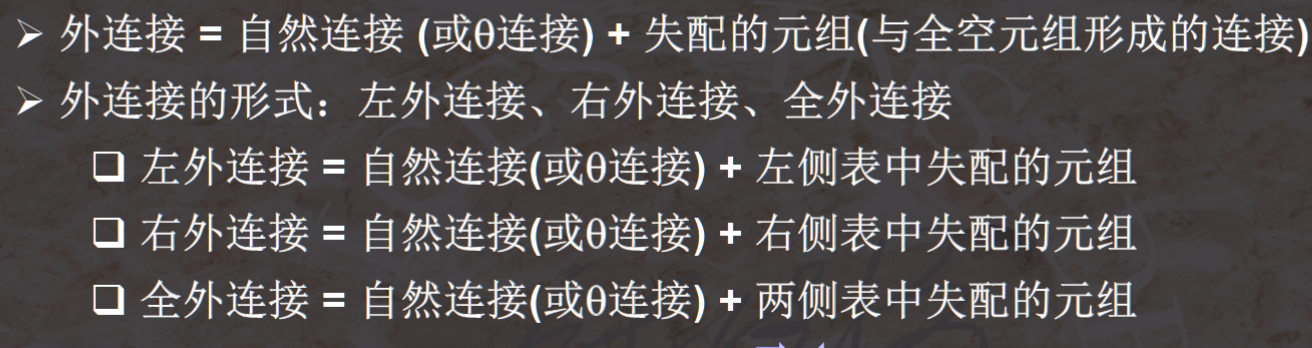 ➢ 外连接 = 自然连接 (或θ连接) + 失配的元组(与全空元组形成的连接)
➢ 外连接的形式：左外连接、右外连接、全外连接
❑ 左外连接 = 自然连接(或θ连接) + 左侧表中失配的元组
❑ 右外连接 = 自然连接(或θ连接) + 右侧表中失配的元组
❑ 全外连接 = 自然连接(或θ连接) + 两侧表中失配的元组